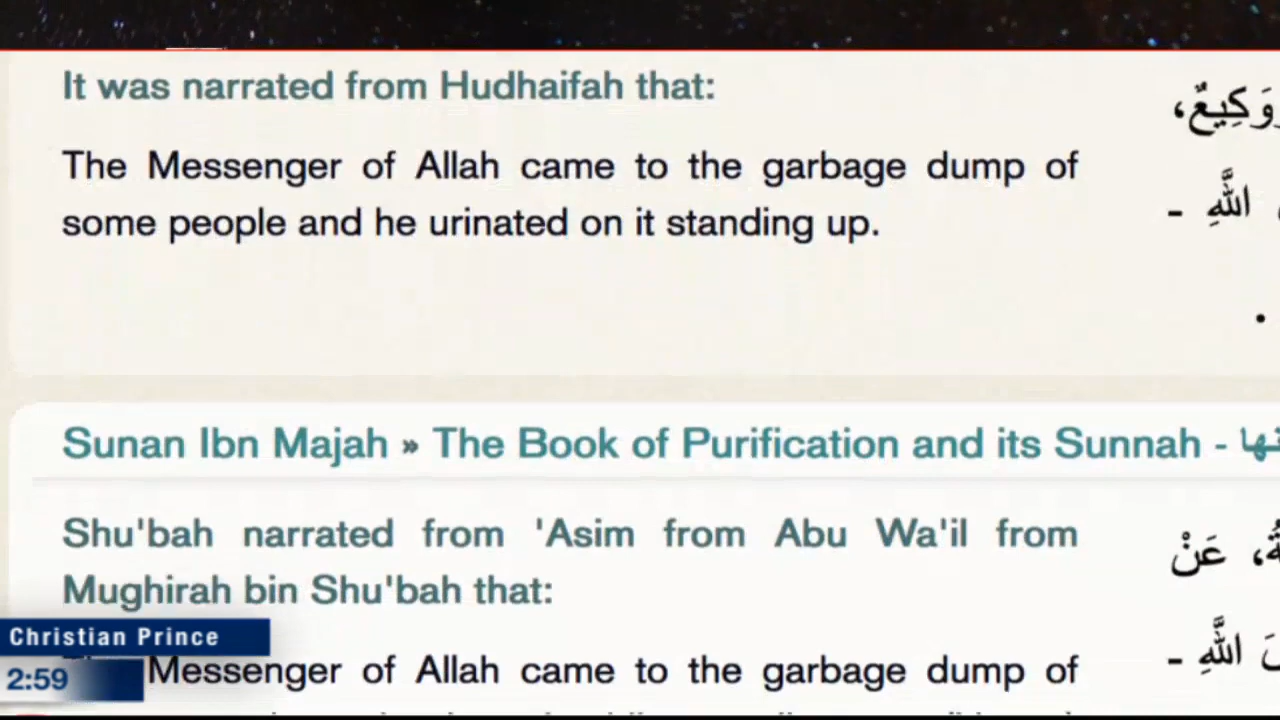 It was narrated from Hudhaifah that:
وَكِيعٌ،
The Messenger of Allah came to the garbage dump of
اللَّهِ -
some people and he urinated on it standing up.
.
Sunan Ibn Majah » The Book of Purification and its Sunnah -
Shu'bah narrated from 'Asim from Abu Wa'il from
عَنْ
Mughirah bin Shu'bah that:
Christian Prince
اللَّهِ -
Messenger of Allah came to the garbage dump of
2:59